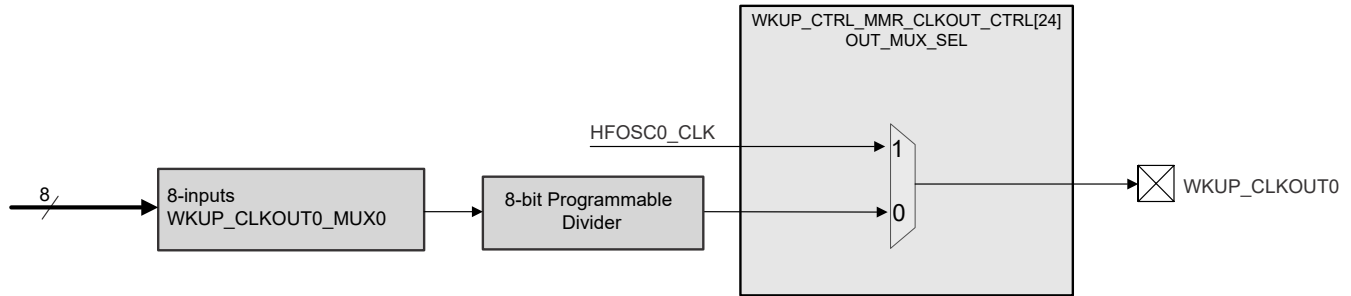 WKUP_CTRL_MMR_CLKOUT_CTRL[24]
OUT_MUX_SEL
HFOSC0_CLK
1
8
8-inputs
WKUP_CLKOUT0_MUX0
8-bit Programmable
Divider
0
WKUP_CLKOUT0